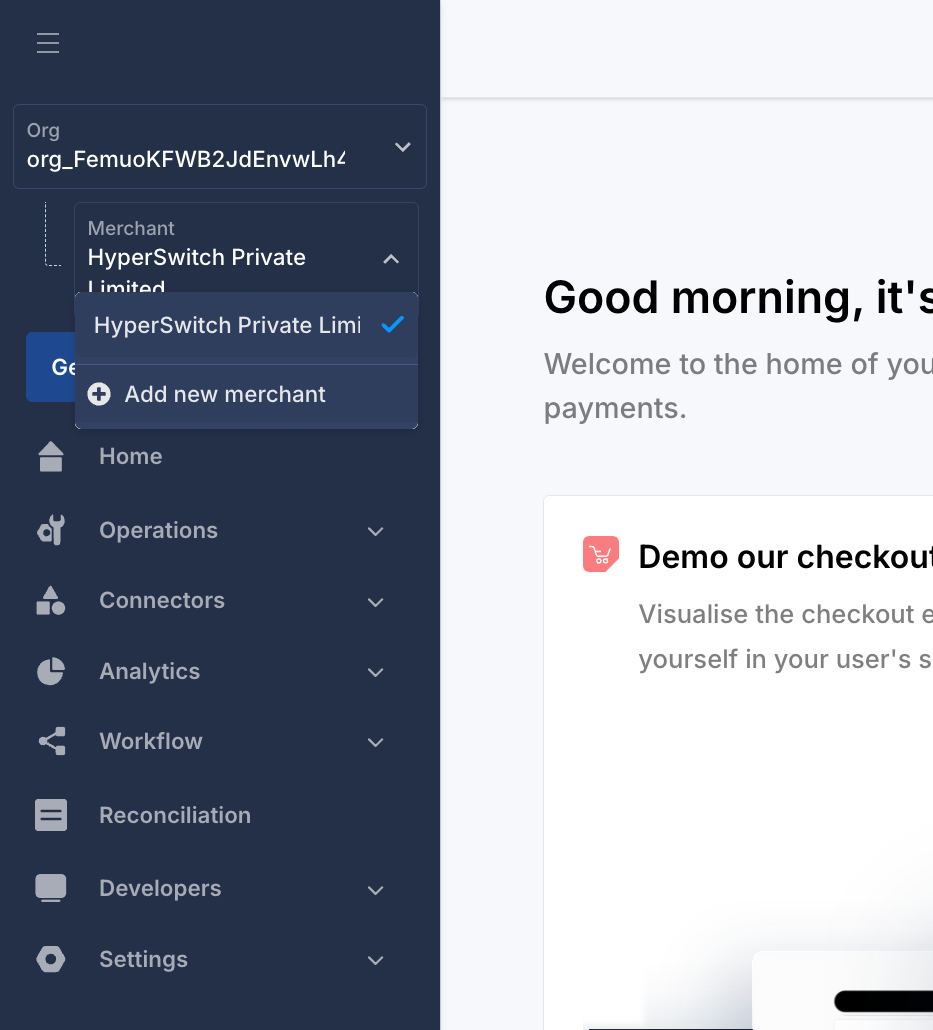 Org
org_FemuoKFWB2JdEnvwLh
Merchant
HyperSwitch Private
Limited
HyperSwitch Private Limi
Add new merchant
Home
Operations
Connectors
Analytics
Workflow
Reconciliation
Developers
Settings
Good morning, it's
Welcome to the home of you
payments.
Demo our checkout
Visualise the checkout e
yourself in your user's s